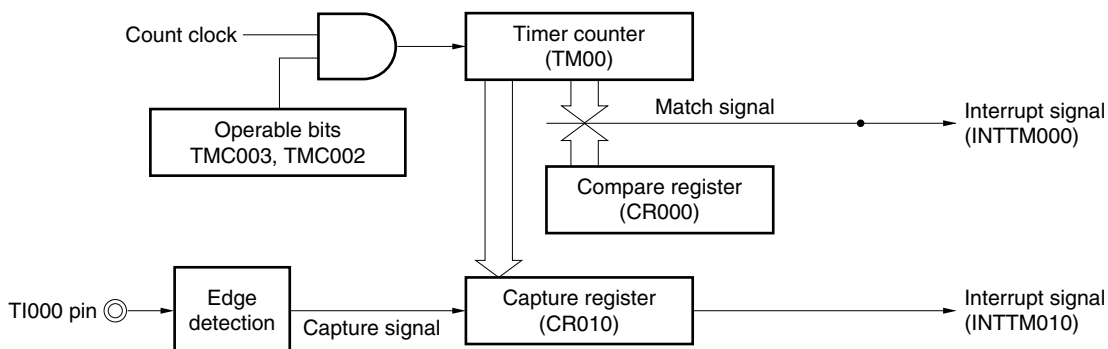 Count clock
Timer counter
(TM00)
Operable bits
TMC003, TMC002
Match signal
Interrupt signal
(INTTM000)
Compare register
(CR000)
TI000 pin
Edge
detection
Capture signal
Capture register
(CR010)
Interrupt signal
(INTTM010)